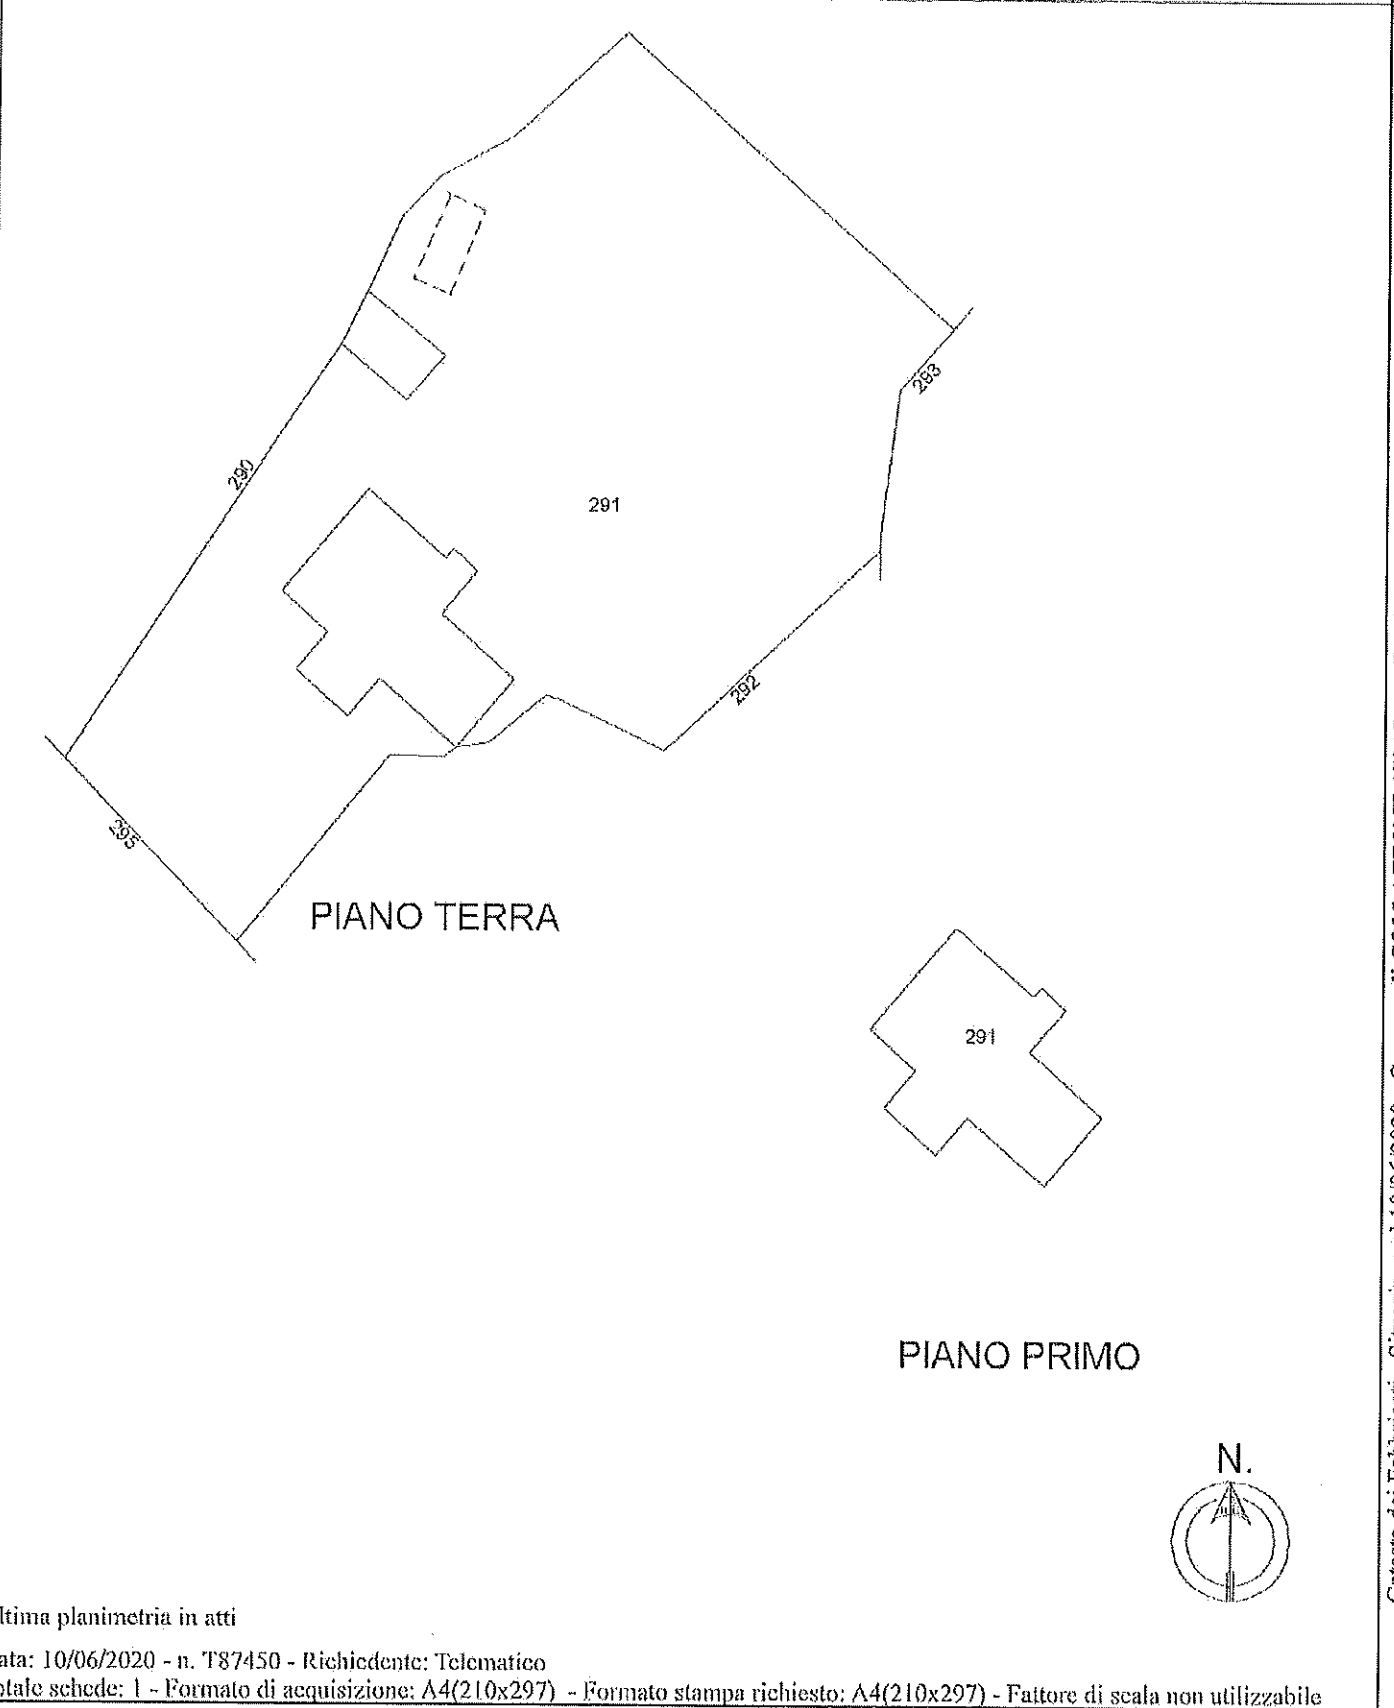 293
290
291
292
295
PIANO TERRA
291
PIANO PRIMO
N.
ltima planimetria in atti
ata: 10/06/2020 - n. T87450 - Richiedente: Telematico
otale schede: 1 - Formato di acquisizione: A4(210x297) - Formato stampa richiesto: A4(210x297) - Fattore di scala non utilizzabile